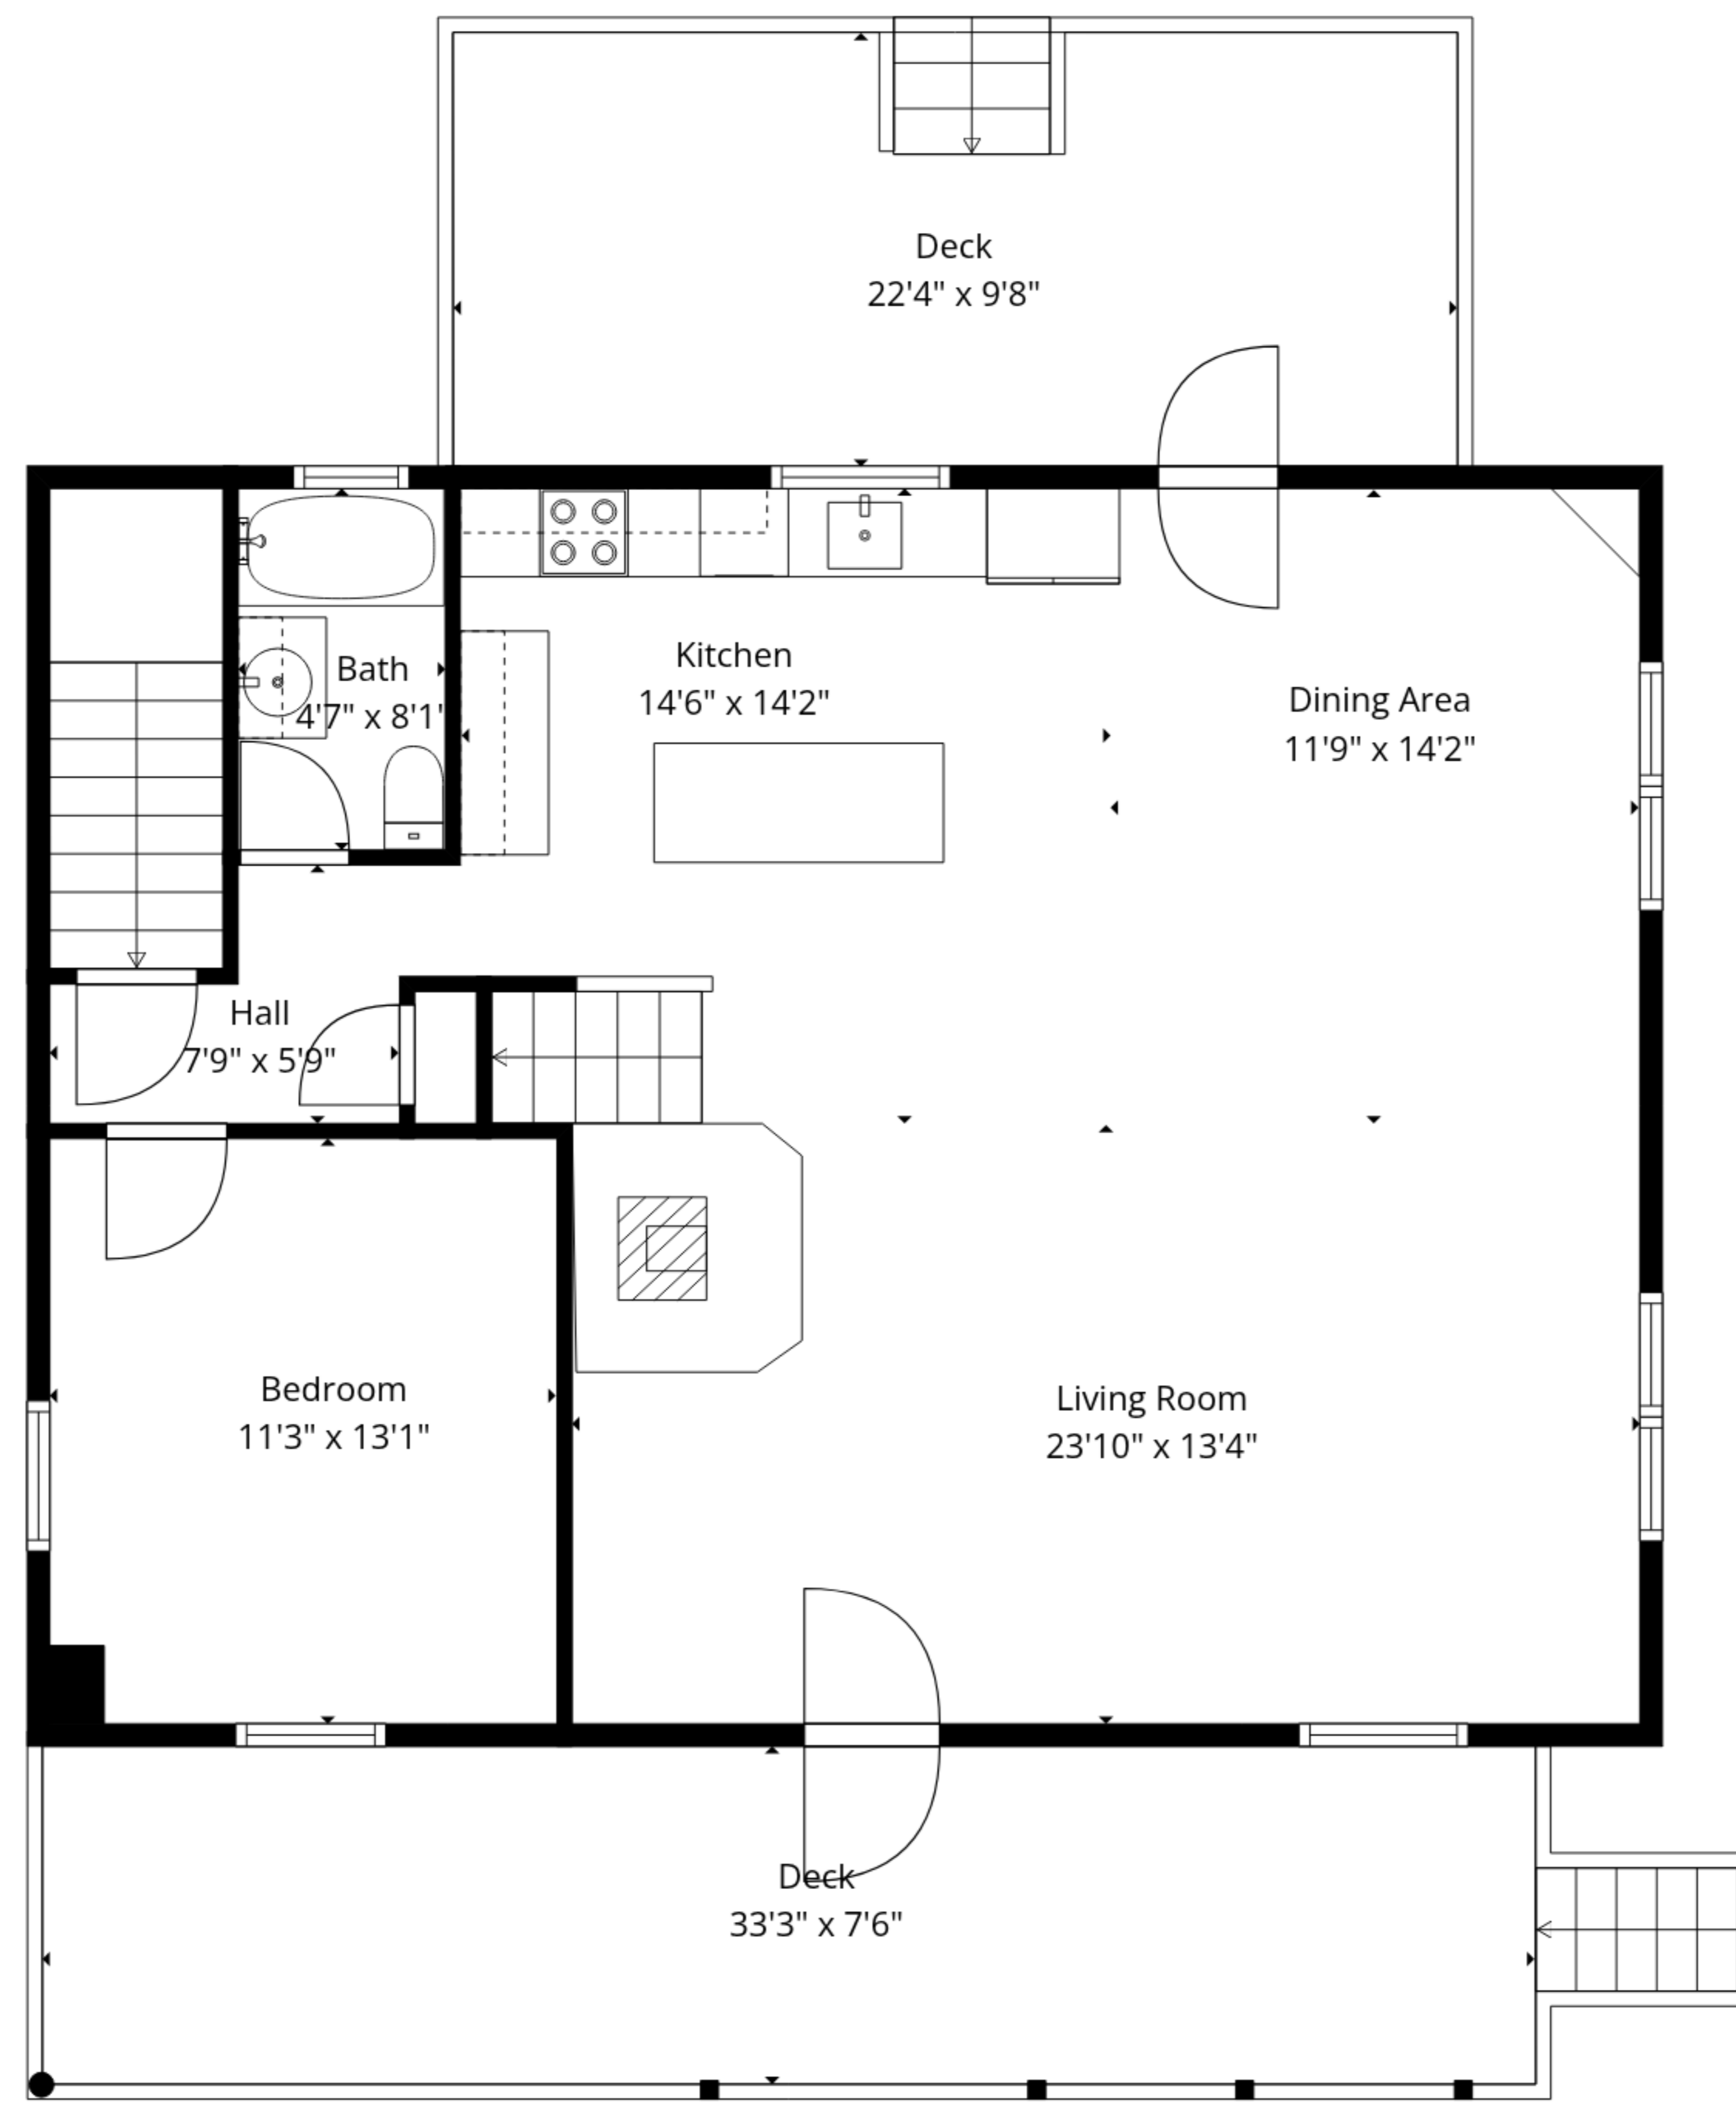 Deck
22'4" x 9'8"
Kitchen
14'6" x 14'2"
Bath
4'7" x 8'1"
Dining Area
11'9" x 14'2"
Hall
7'9" x 5'9"
Bedroom
11'3" x 13'1"
Living Room
23'10" x 13'4"
Deck
33'3" x 7'6"